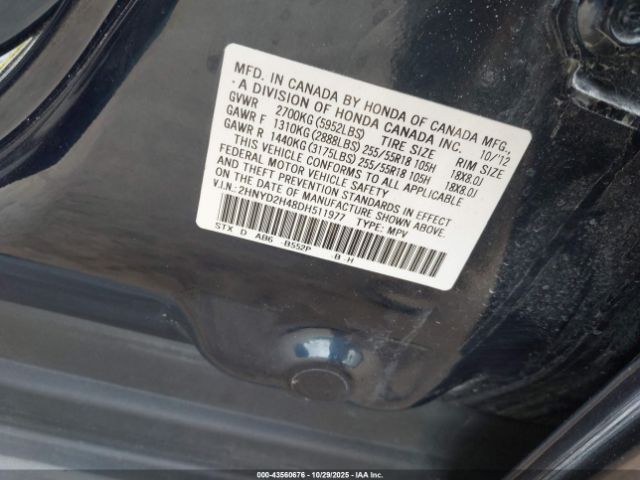 MFD. IN CANADA BY HONDA OF CANADA MFG.,
· A DIVISION OF HONDA CANADA INC. 10/'12
GVWR 2700KG (5952LBS) TIRE SIZE RIM SIZE
GAWR F 1310KG (2888LBS) 255/55R18 105H 18X8.0J
GAWR R 1440KG (3175LBS) 255/55R18 105H 18X8.0J
THIS VEHICLE CONFORMS TO ALL APPLICABLE
FEDERAL MOTOR VEHICLE SAFETY
AND THEFT PREVENTION STANDARDS IN EFFECT
ON THE DATE OF MANUFACTURE SHOWN ABOVE.
V.I.N.: 2HNYD2H48DH511977 TYPE: MPV
STX D AB6 -B552P -B -H
00-43560676 | 10/29/2025 | IAAI.COM